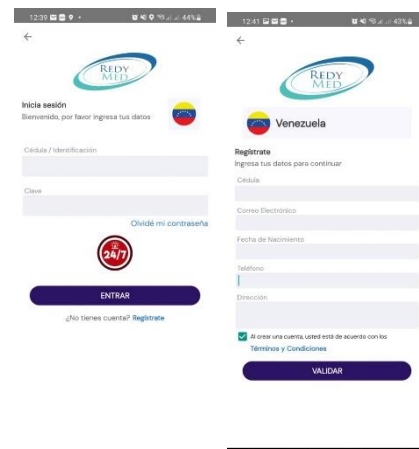 12:39
44%
REDY
MED
Inicia sesión
Bienvenido, por favor ingresa tus datos
Cédula / Identificación
Clave
Olvidé mi contraseña
24/7
ENTRAR
¿No tienes cuenta? Regístrate
12:41
43%
REDY
MED
Venezuela
Regístrate
Ingresa tus datos para continuar
Cédula
Correo Electrónico
Fecha de Nacimiento
Teléfono
Dirección
Al crear una cuenta, usted está de acuerdo con los
Términos y Condiciones
VALIDAR